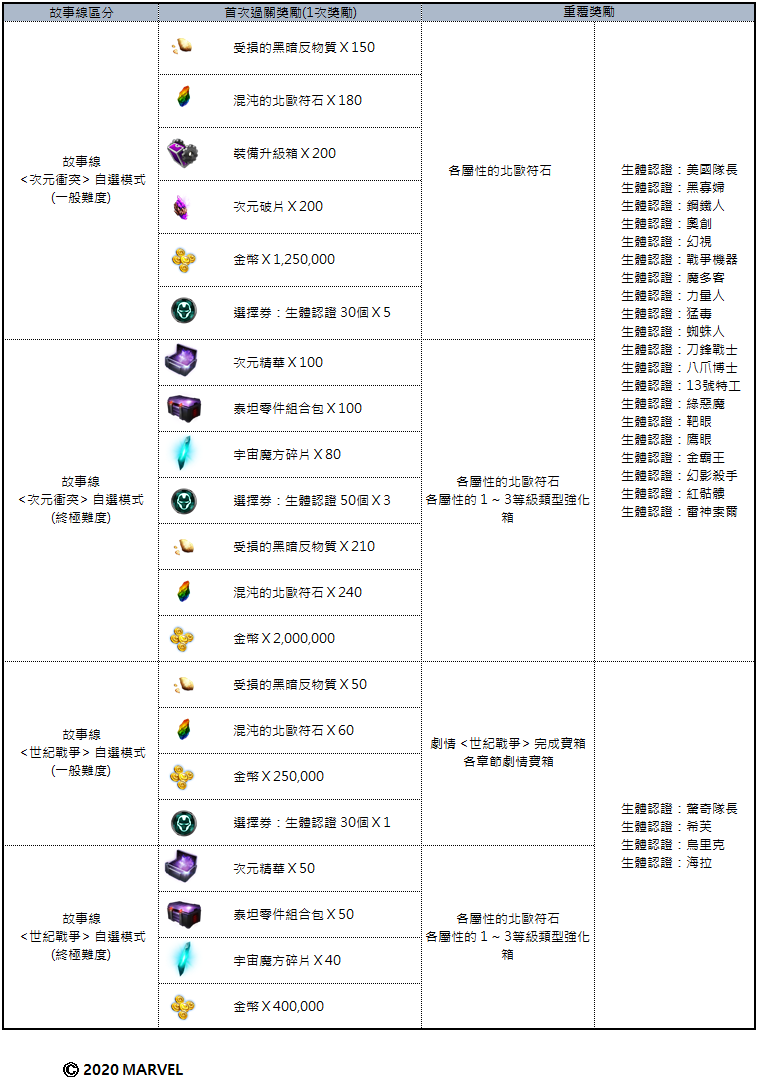 故事線區分
首次過關獎勵(1次獎勵)
重覆獎勵
故事線
<次元衝突> 自選模式
(一般難度)
受損的黑暗反物質 X 150
混沌的北歐符石 X 180
裝備升級箱 X 200
次元破片 X 200
金幣 X 1,250,000
選擇券：生體認證 30個 X 5
各屬性的北歐符石
故事線
<次元衝突> 自選模式
(終極難度)
次元精華 X 100
泰坦零件組合包 X 100
宇宙魔方碎片 X 80
選擇券：生體認證 50個 X 3
受損的黑暗反物質 X 210
混沌的北歐符石 X 240
金幣 X 2,000,000
各屬性的北歐符石
各屬性的 1 ~ 3等級類型強化
箱
生體認證：美國隊長
生體認證：黑寡婦
生體認證：鋼鐵人
生體認證：奧創
生體認證：幻視
生體認證：戰爭機器
生體認證：魔多客
生體認證：力量人
生體認證：猛毒
生體認證：蜘蛛人
生體認證：刀鋒戰士
生體認證：八爪博士
生體認證：13號特工
生體認證：綠惡魔
生體認證：靶眼
生體認證：鷹眼
生體認證：金霸王
生體認證：幻影殺手
生體認證：紅骷髏
生體認證：雷神索爾
故事線
<世紀戰爭> 自選模式
(一般難度)
受損的黑暗反物質 X 50
混沌的北歐符石 X 60
金幣 X 250,000
選擇券：生體認證 30個 X 1
劇情 <世紀戰爭> 完成寶箱
各章節劇情寶箱
故事線
<世紀戰爭> 自選模式
(終極難度)
次元精華 X 50
泰坦零件組合包 X 50
宇宙魔方碎片 X 40
金幣 X 400,000
各屬性的北歐符石
各屬性的 1 ~ 3等級類型強化
箱
生體認證：驚奇隊長
生體認證：希芙
生體認證：烏里克
生體認證：海拉
© 2020 MARVEL